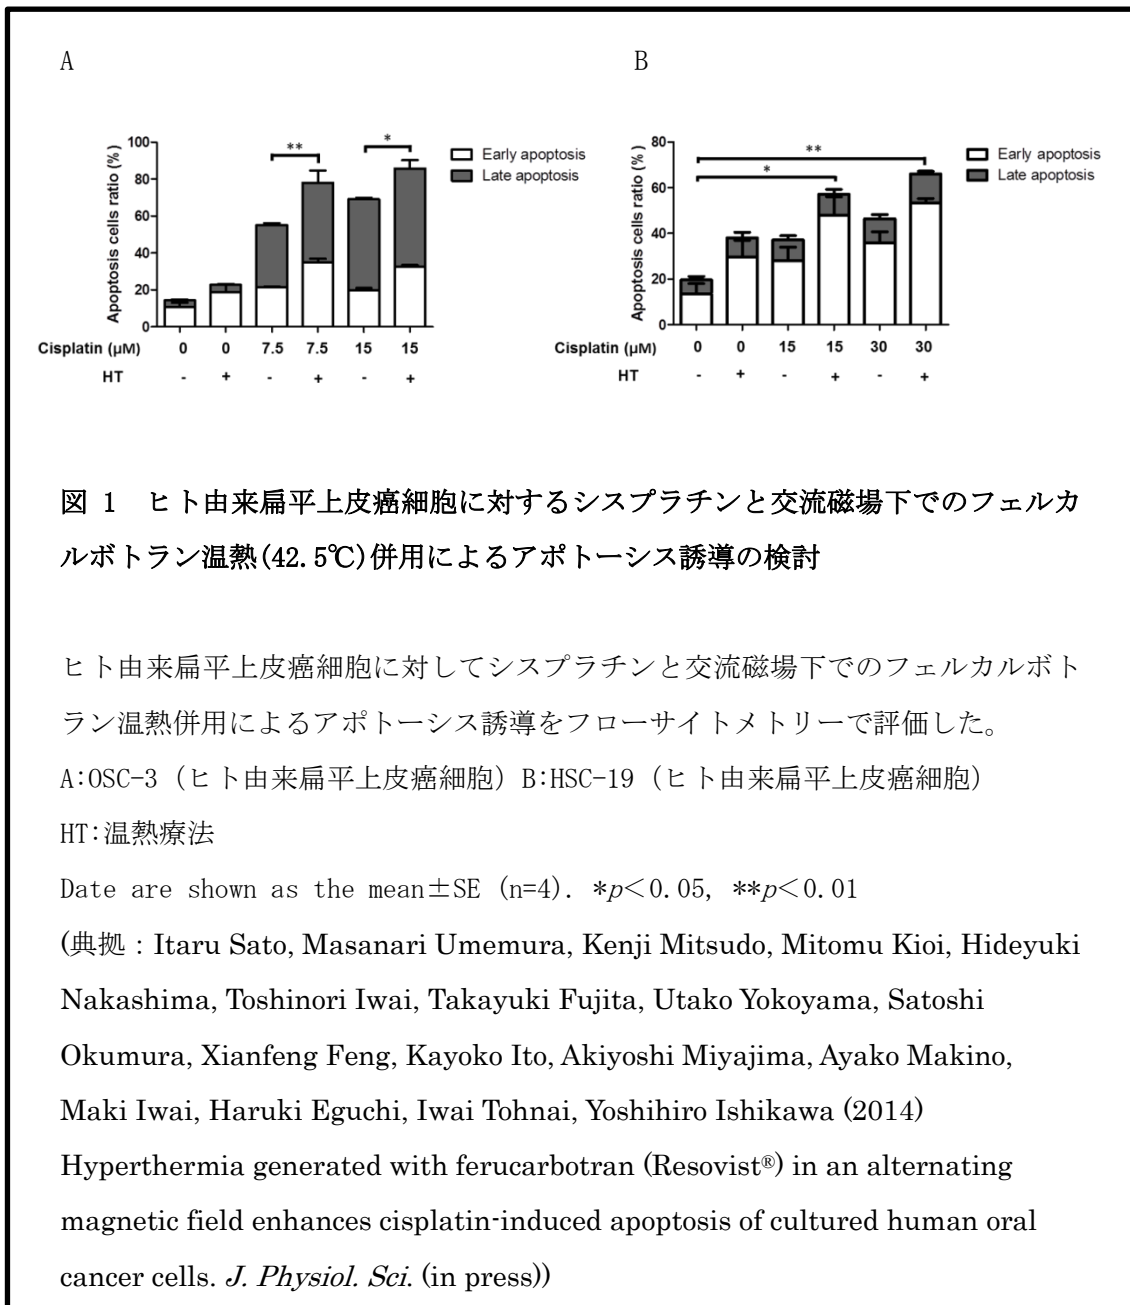 A B
100
80
60
40
20
0
Apoptosis cells ratio (%)
** *
Early apoptosis
Late apoptosis
Cisplatin (μM) 0 0 7.5 7.5 15 15
HT - + - + - +
80
60
40
20
0
Apoptosis cells ratio (%)
**
*
Early apoptosis
Late apoptosis
Cisplatin (μM) 0 0 15 15 30 30
HT - + - + - +
図 1 ヒト由来扁平上皮癌細胞に対するシスプラチンと交流磁場下でのフェルカ
ルボトラン温熱(42.5℃)併用によるアポトーシス誘導の検討
ヒト由来扁平上皮癌細胞に対してシスプラチンと交流磁場下でのフェルカルボト
ラン温熱併用によるアポトーシス誘導をフローサイトメトリーで評価した。
A:OSC-3 (ヒト由来扁平上皮癌細胞) B:HSC-19 (ヒト由来扁平上皮癌細胞)
HT:温熱療法
Date are shown as the mean±SE (n=4). *p＜0.05, **p＜0.01
(典拠：Itaru Sato, Masanari Umemura, Kenji Mitsudo, Mitomu Kioi, Hideyuki
Nakashima, Toshinori Iwai, Takayuki Fujita, Utako Yokoyama, Satoshi
Okumura, Xianfeng Feng, Kayoko Ito, Akiyoshi Miyajima, Ayako Makino,
Maki Iwai, Haruki Eguchi, Iwai Tohnai, Yoshihiro Ishikawa (2014)
Hyperthermia generated with ferucarbotran (Resovist®) in an alternating
magnetic field enhances cisplatin-induced apoptosis of cultured human oral
cancer cells. J. Physiol. Sci. (in press))